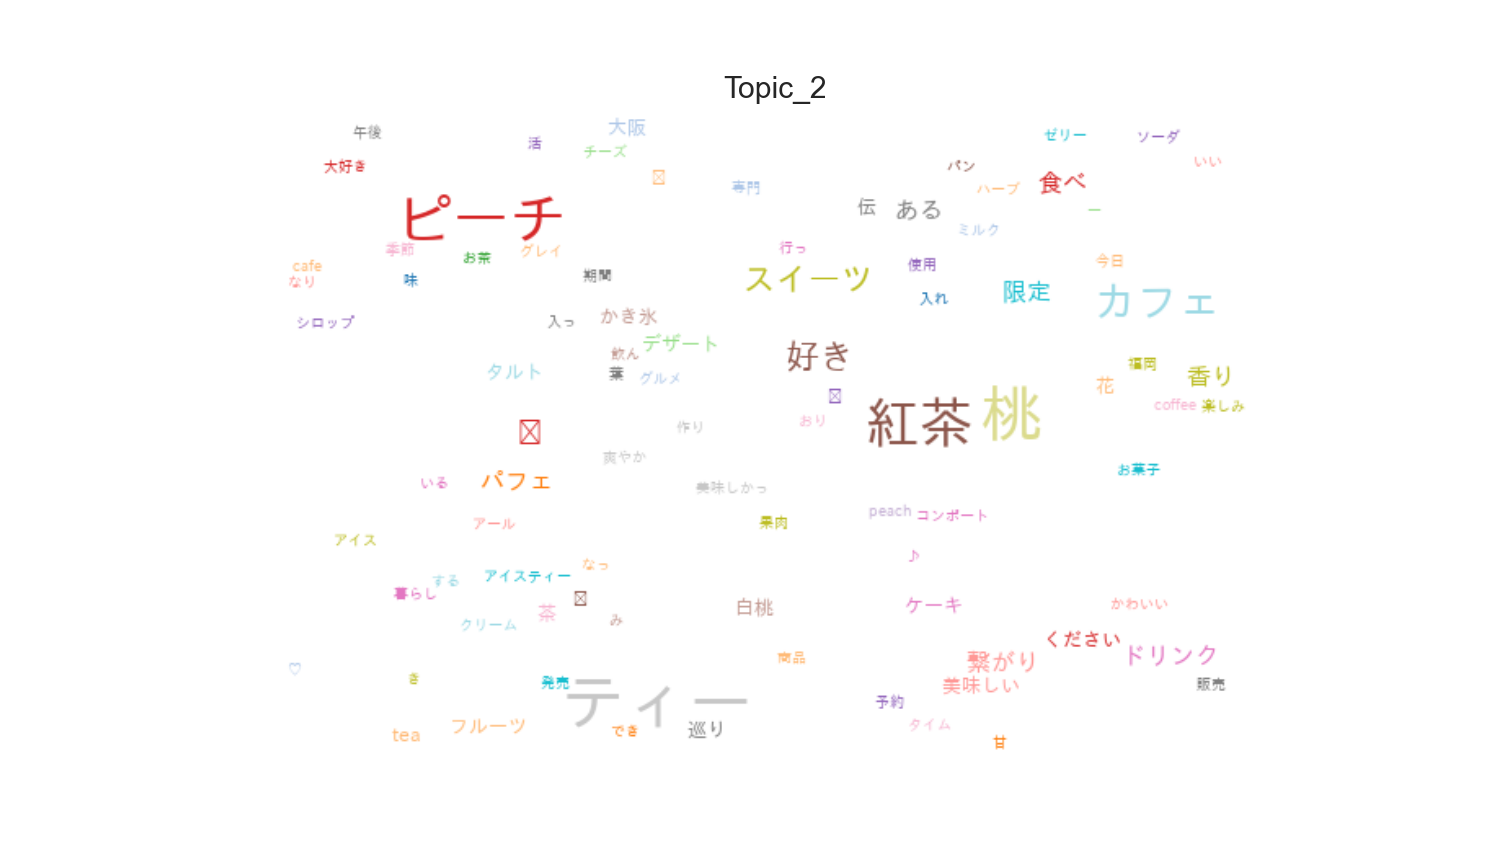 Topic_2
大阪
午後
活
ゼリー
ソーダ
チーズ
大好き
パン
いい
食べ
専門
ハーブ
ピーチ
伝
ある
一
ミルク
季節
グレイ
行っ
お茶
cafe
使用
今日
なり
味
期間
スイーツ
入れ
限定
カフェ
シロップ
入っ
かき氷
デザート
飲ん
好き
福岡
タルト
葉
グルメ
香り
花
coffee
楽しみ
おり
紅茶
桃
作り
爽やか
お菓子
いる
パフェ
美味しかっ
peach
コンポート
アール
果肉
アイス
♪
なっ
アイスティー
する
暮らし
茶
白桃
ケーキ
かわいい
み
クリーム
ください
商品
繋がり
ドリンク
♡
き
発売
美味しい
販売
ティー
予約
tea
フルーツ
でき
巡り
タイム
甘